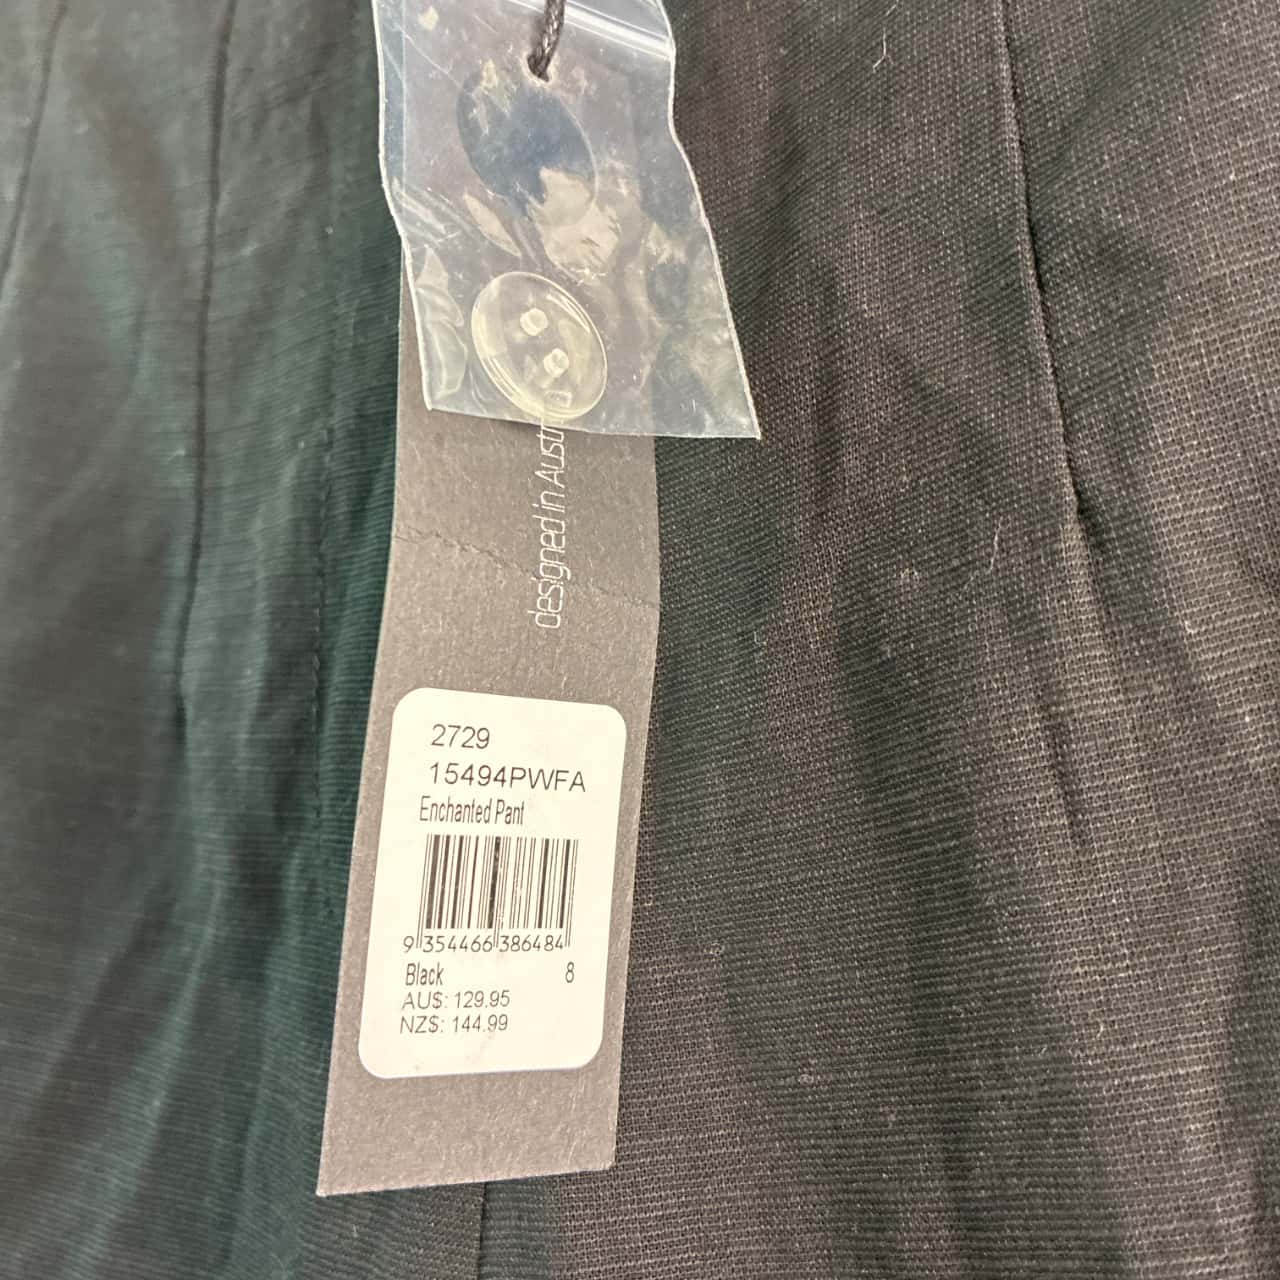 designed in Austr
2729
15494PWFA
Enchanted Pant
9 354466 386484
Black 8
AU$: 129.95
NZ$: 144.99